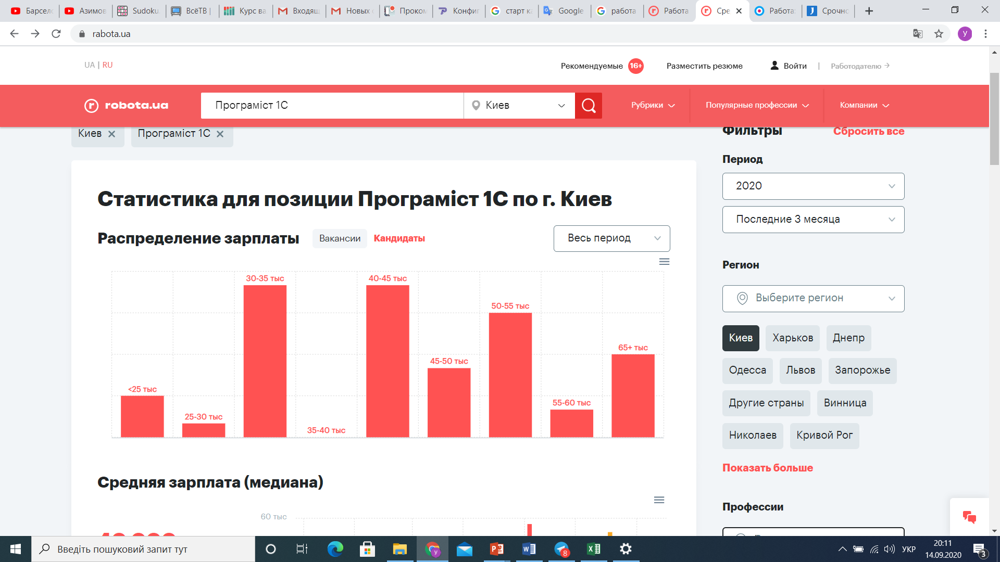 Барсел
Азимов
Sudoku.
ВсёТВ |
Курс ва
Входящ
Новых с
Проком
Конфиг
старт ка
Google
работа
Работа
Сре
Работа:
Срочно
rabota.ua
У
UA | RU
Рекомендуемые 16+ Разместить резюме Войти | Работодателю
robota.ua Програміст 1С Киев Рубрики Популярные профессии Компании
Киев Програміст 1С
Фильтры Сбросить все
Период
2020
Последние 3 месяца
Регион
Выберите регион
Киев Харьков Днепр
Одесса Львов Запорожье
Другие страны Винница
Николаев Кривой Рог
Показать больше
Профессии
Статистика для позиции Програміст 1С по г. Киев
Распределение зарплаты Вакансии Кандидаты Весь период
<25 тыс
25-30 тыс
30-35 тыс
35-40 тыс
40-45 тыс
45-50 тыс
50-55 тыс
55-60 тыс
65+ тыс
Средняя зарплата (медиана)
60 тыс
Введіть пошуковий запит тут
У
8
УКР
20:11
14.09.2020
3